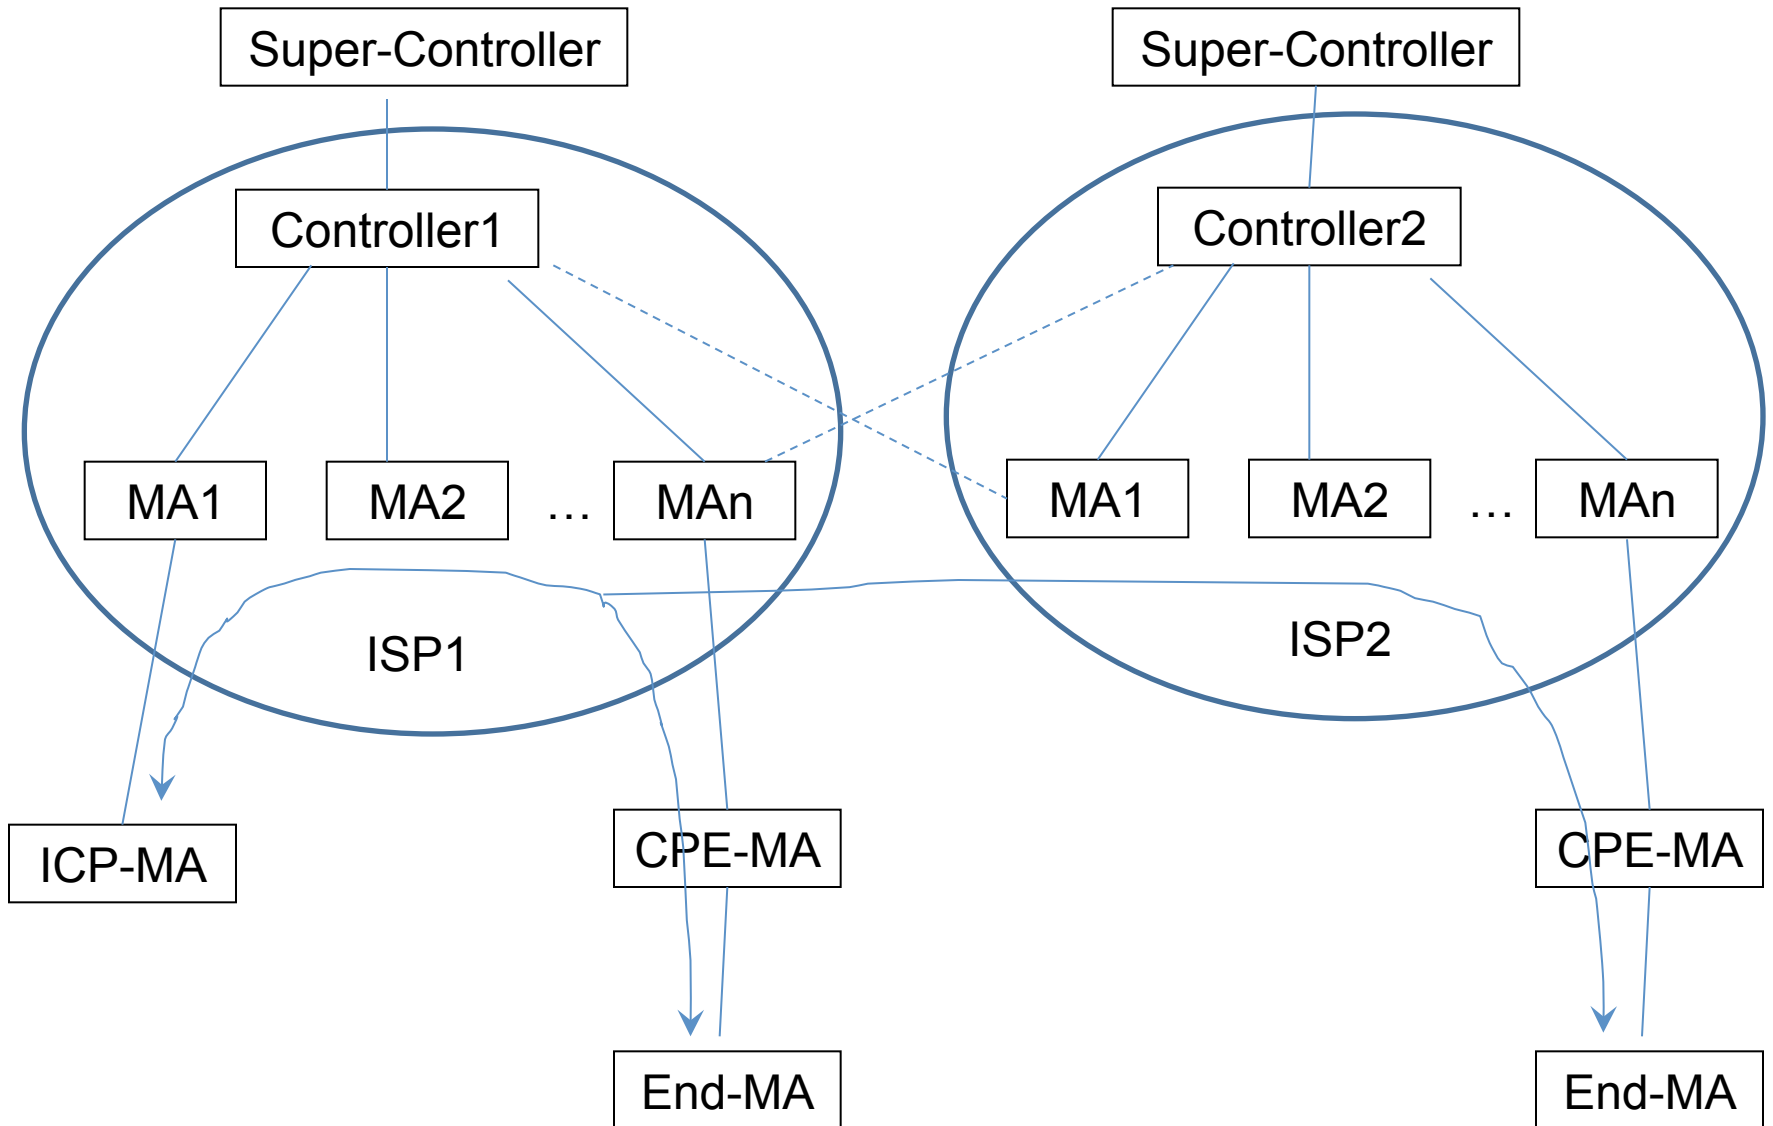 Super-Controller
Super-Controller
Controller1
Controller2
MA1
MA2
...
MAn
MA1
MA2
...
MAn
ISP1
ISP2
ICP-MA
CPE-MA
CPE-MA
End-MA
End-MA